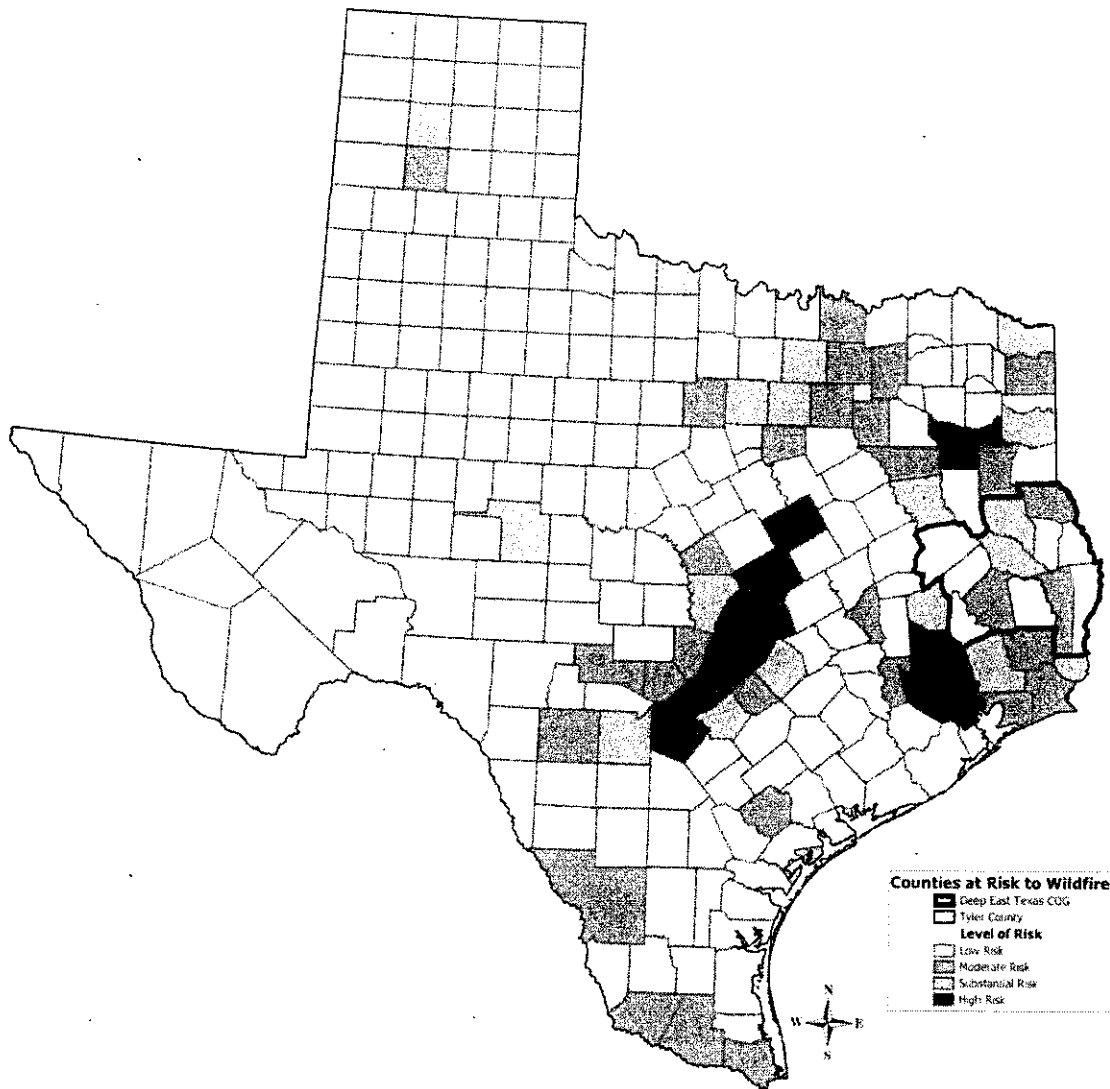 Counties at Risk to Wildfire
Deep East Texas COG
Tyler County
Level of Risk
Low Risk
Moderate Risk
Substantial Risk
High Risk
N
W E
S